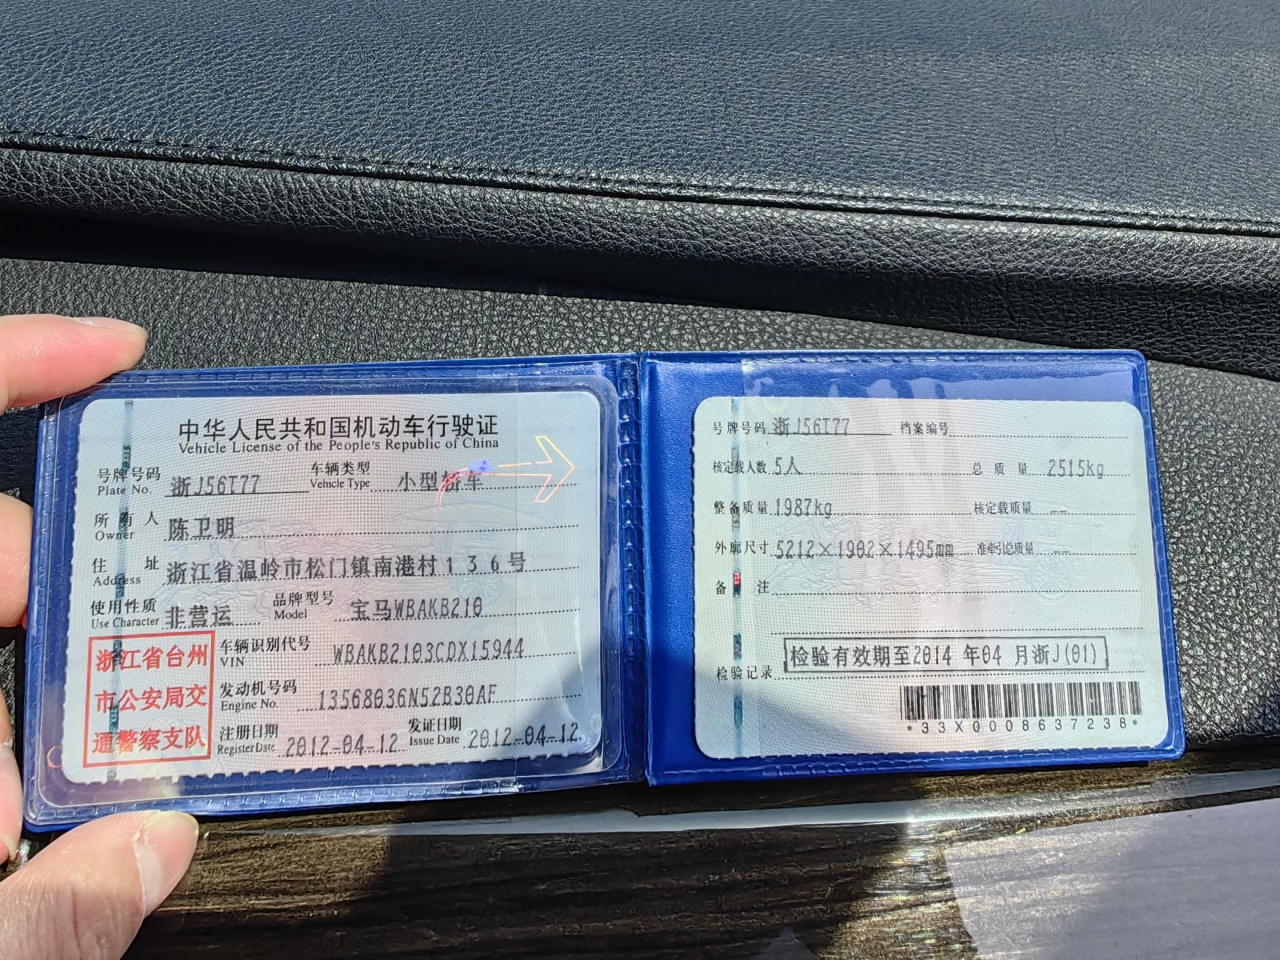 中华人民共和国机动车行驶证
Vehicle License of the People's Republic of China
号牌号码 浙J56T77 车辆类型 小型轿车
Plate No. Vehicle Type
所有人 陈卫明
Owner
住址 浙江省温岭市松门镇南港村136号
Address
使用性质 非营运 品牌型号 宝马WBAKB210
Use Character Model
浙江省台州
市公安局交
通警察支队
车辆识别代号 WBAKB2103CDX15944
VIN
发动机号码 13568036N52B30AF
Engine No.
注册日期 2012-04-12 发证日期 2012-04-12
Register Date Issue Date
号牌号码 浙J56T77 档案编号
核定载人数 5人 总质量 2515kg
整备质量 1987kg 核定载质量 --
外廓尺寸 5212×1902×1495mm 准牵引总质量 --
备注
检验记录 检验有效期至2014年04月浙J(01)
*33X0008637238*